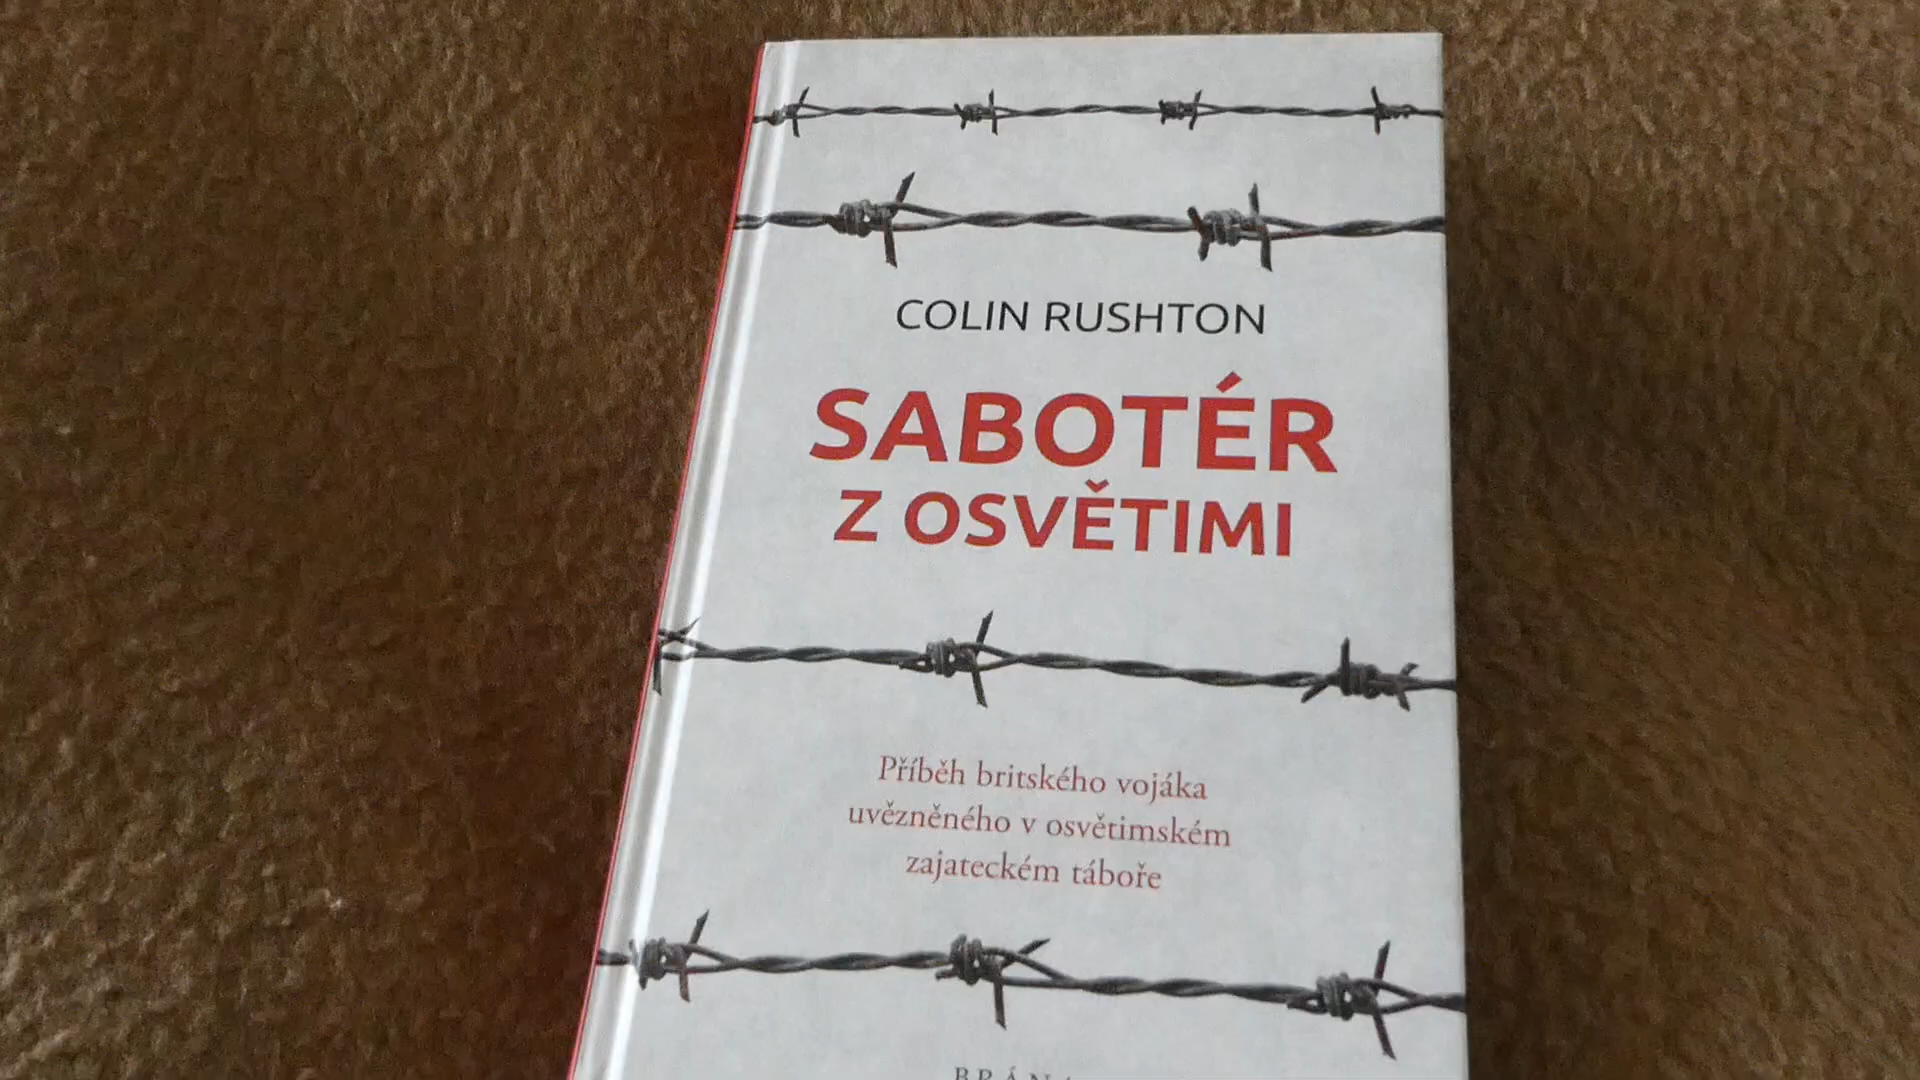 COLIN RUSHTON
SABOTÉR
Z OSVĚTIMI
Příběh britského vojáka
uvězněného v osvětimském
zajateckém táboře